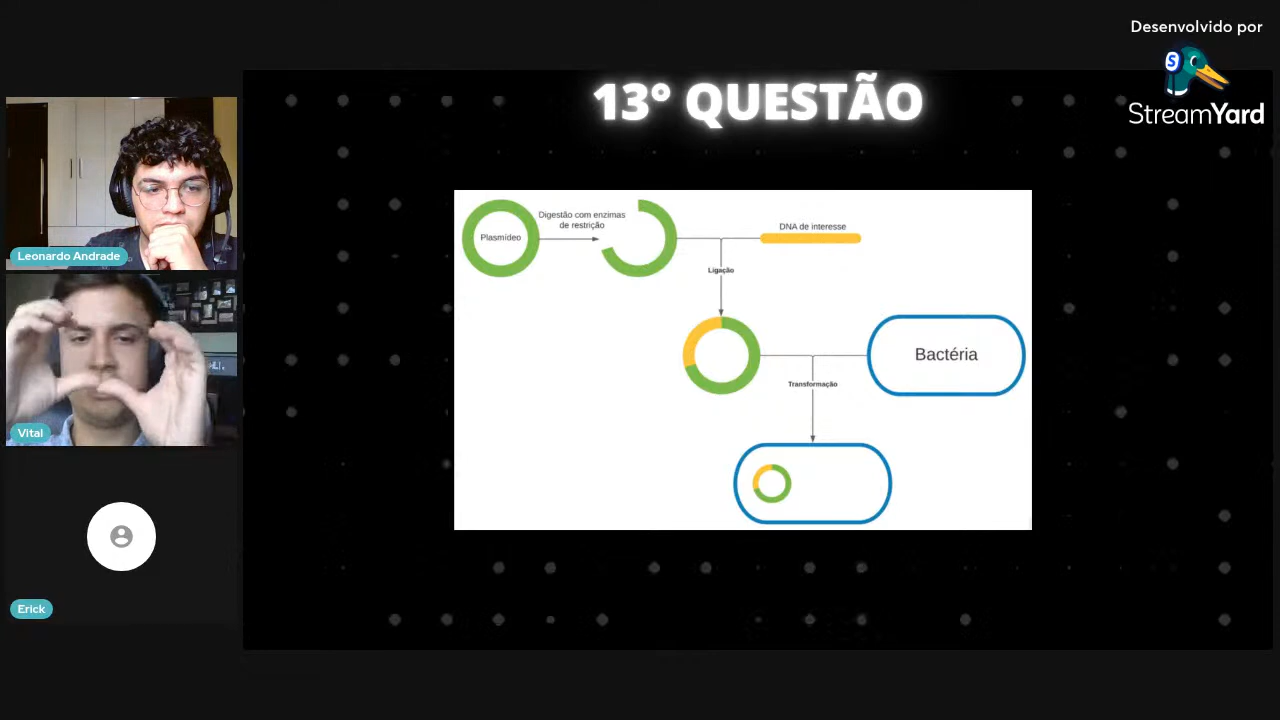 Desenvolvido por
StreamYard
13° QUESTÃO
Leonardo Andrade
Vital
Erick
Plasmídeo
Digestão com enzimas
de restrição
DNA de interesse
Ligação
Bactéria
Transformação